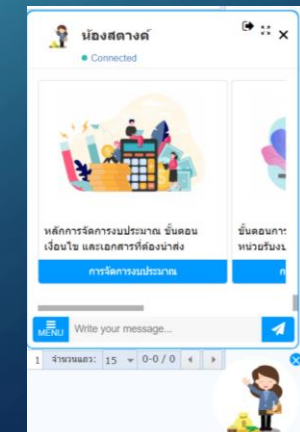 น้องสตางค์
Connected
หลักการจัดการงบประมาณ ขั้นตอน
เงื่อนไข และเอกสารที่ต้องนำส่ง
การจัดการงบประมาณ
ขั้นตอนการ
หน่วยรับงบ
MENU
Write your message...
1 จำนวนแถว: 15 0-0 / 0